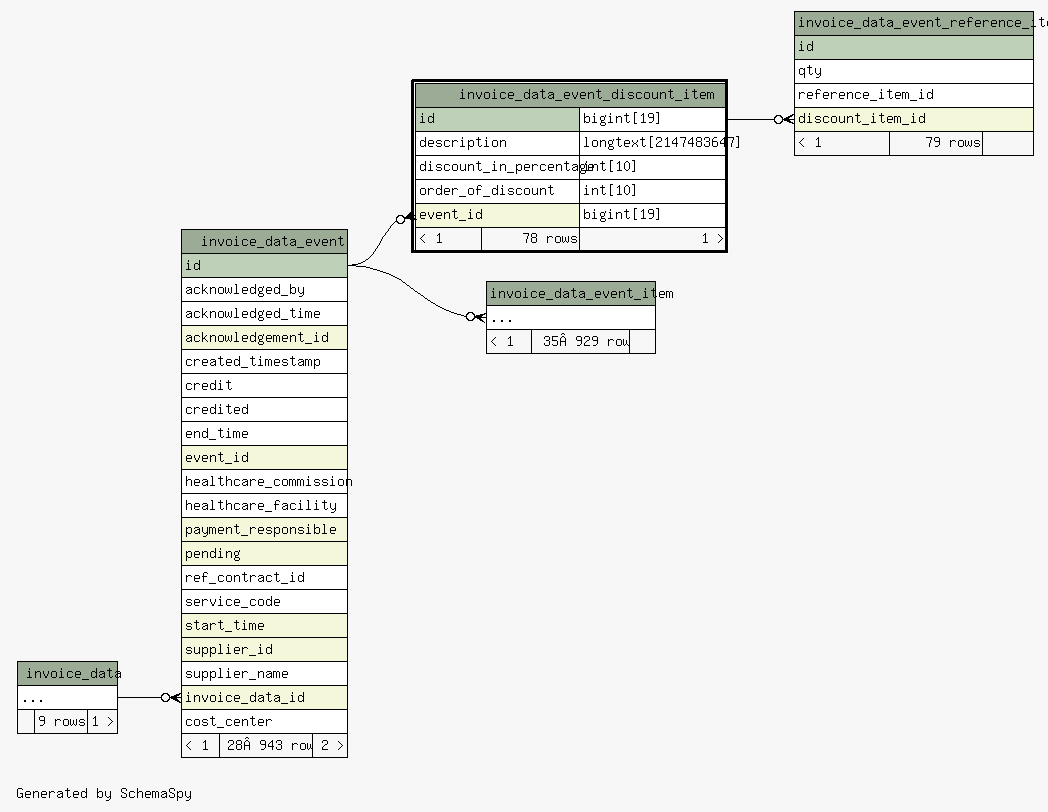 invoice_data_event_reference_ite
id
qty
reference_item_id
discount_item_id
< 1 79 rows
invoice_data_event_discount_item
id bigint[19]
description longtext[2147483647]
discount_in_percentage int[10]
order_of_discount int[10]
event_id bigint[19]
< 1 78 rows 1 >
invoice_data_event_item
...
< 1 35Â 929 row
invoice_data_event
id
acknowledged_by
acknowledged_time
acknowledgement_id
created_timestamp
credit
credited
end_time
event_id
healthcare_commission
healthcare_facility
payment_responsible
pending
ref_contract_id
service_code
start_time
supplier_id
supplier_name
invoice_data_id
cost_center
< 1 28Â 943 row 2 >
invoice_data
...
9 rows 1 >
Generated by SchemaSpy